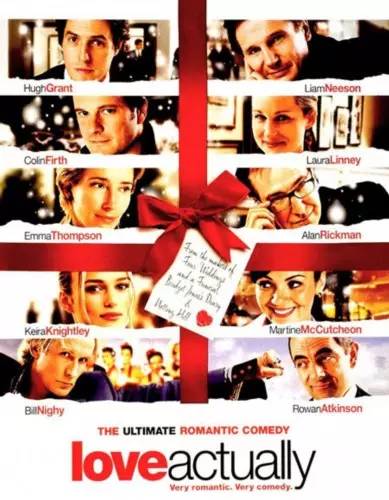 HughGrant
LiamNeeson
ColinFirth
LauraLinney
EmmaThompson
AlanRickman
From the makers of
Four Weddings
and a Funeral,
Bridget Jones's Diary
&
Notting Hill
KeiraKnightley
MartineMcCutcheon
BillNighy
RowanAtkinson
THE ULTIMATE ROMANTIC COMEDY
loveactually
Very romantic. Very comedy.